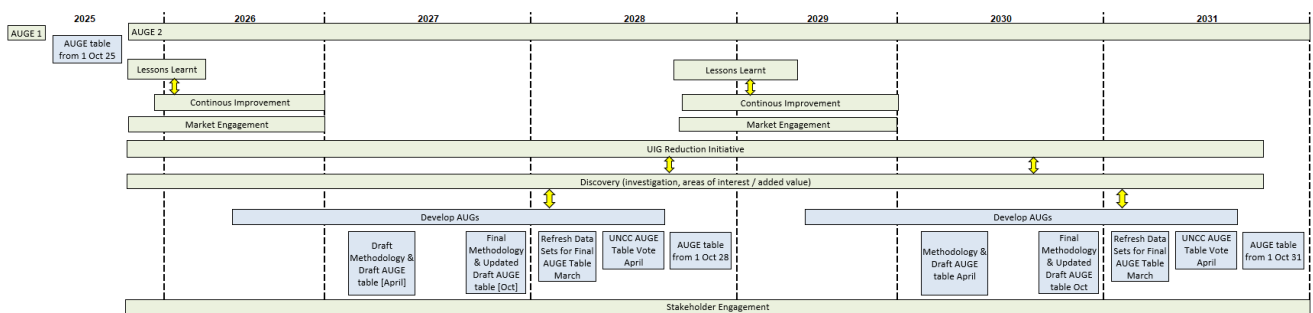 2025 2026 2027 2028 2029 2030 2031
AUGE 1
AUGE 2
AUGE table
from 1 Oct 25
Lessons Learnt
Lessons Learnt
Continous Improvement
Continous Improvement
Market Engagement
Market Engagement
UIG Reduction Initiative
Discovery (investigation, areas of interest / added value)
Develop AUGs
Develop AUGs
Draft
Methodology &
Draft AUGE
table [April]
Final
Methodology
& Updated
Draft AUGE
table [Oct]
Refresh Data
Sets for Final
AUGE Table
March
UNCC AUGE
Table Vote
April
AUGE table
from 1 Oct 28
Methodology &
Draft AUGE
table April
Final
Methodology
& Updated
Draft AUGE
table Oct
Refresh Data
Sets for Final
AUGE Table
March
UNCC AUGE
Table Vote
April
AUGE table
from 1 Oct 31
Stakeholder Engagement